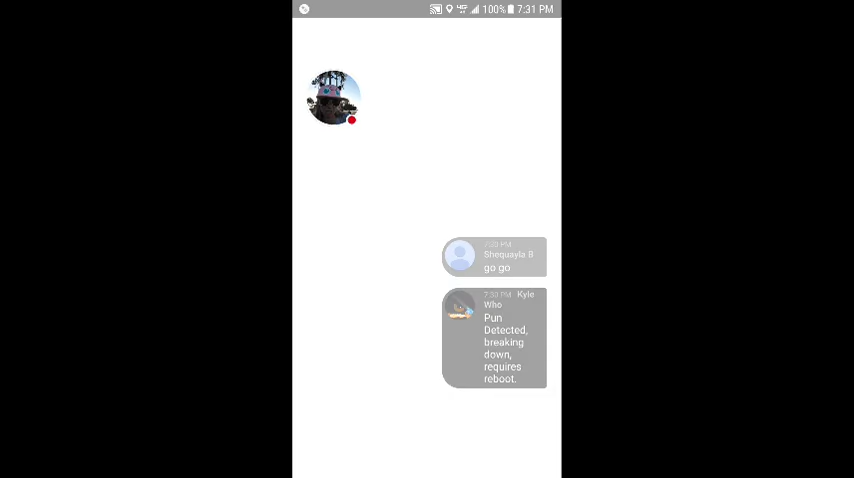 4G 100% 7:31 PM
7:30 PM
Shequayla B
go go
7:30 PM Kyle
Who
Pun
Detected,
breaking
down,
requires
reboot.